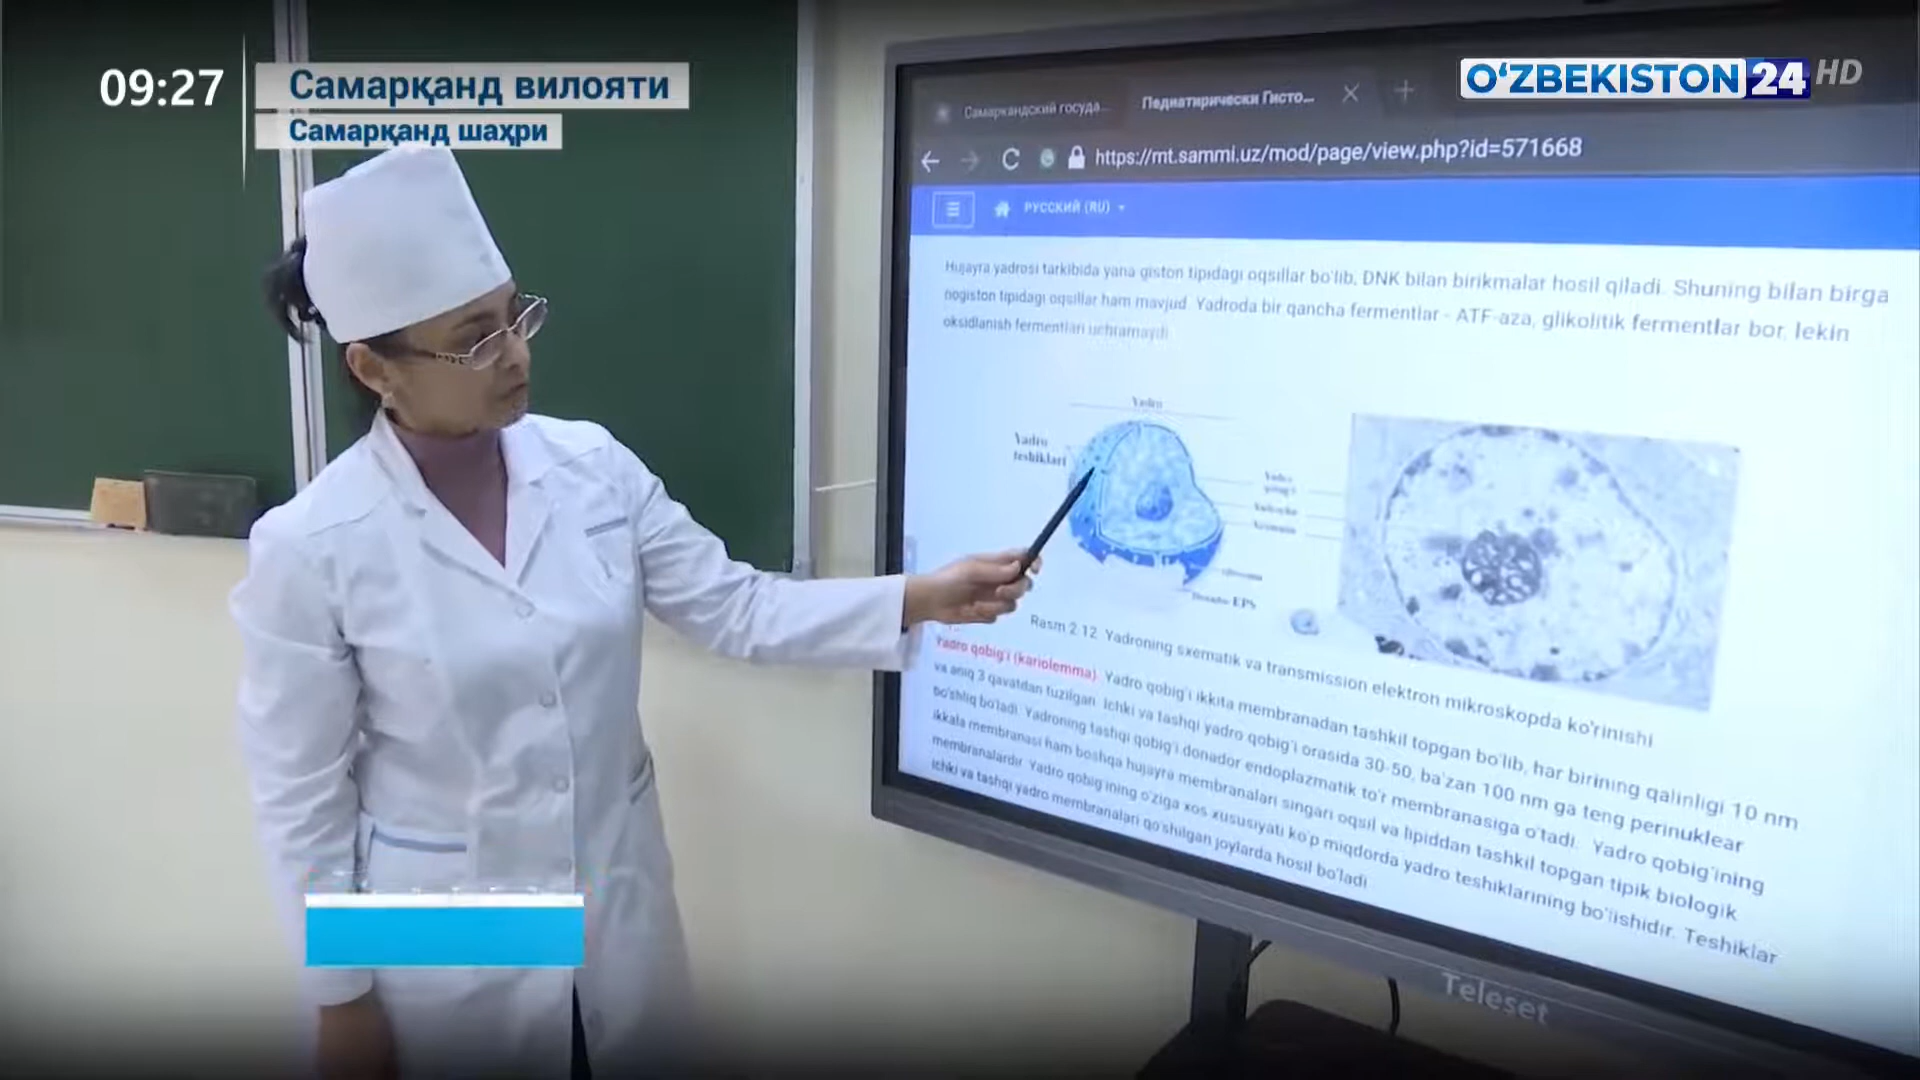 09:27
Самарқанд вилояти
Самарқанд шаҳри
O‘ZBEKISTON 24 HD
Самаркандский госуда...
Педиатирически Гисто...
https://mt.sammi.uz/mod/page/view.php?id=571668
РУССКИЙ (RU)
Hujayra yadrosi tarkibida yana giston tipidagi oqsillar bo'lib, DNK bilan birikmalar hosil qiladi. Shuning bilan birga
nogiston tipidagi oqsillar ham mavjud. Yadroda bir qancha fermentlar - ATF-aza, glikolitik fermentlar bor, lekin
oksidlanish fermentlari uchramaydi.
Yadro
Yadro
teshiklari
EPS
Rasm 2.12. Yadroning sxematik va transmission elektron mikroskopda ko'rinishi
Yadro qobig'i (kariolemma). Yadro qobig'i ikkita membranadan tashkil topgan bo'lib, har birining qalinligi 10 nm
va aniq 3 qavatdan tuzilgan. Ichki va tashqi yadro qobig'i orasida 30-50, ba'zan 100 nm ga teng perinuklear
bo'shliq bo'ladi. Yadroning tashqi qobig'i donador endoplazmatik to'r membranasiga o'tadi. Yadro qobig'ining
ikkala membranasi ham boshqa hujayra membranalari singari oqsil va lipiddan tashkil topgan tipik biologik
membranalardir. Yadro qobig'ining o'ziga xos xususiyati ko'p miqdorda yadro teshiklarining bo'lishidir. Teshiklar
ichki va tashqi yadro membranalari qo'shilgan joylarda hosil bo'ladi
Teleset